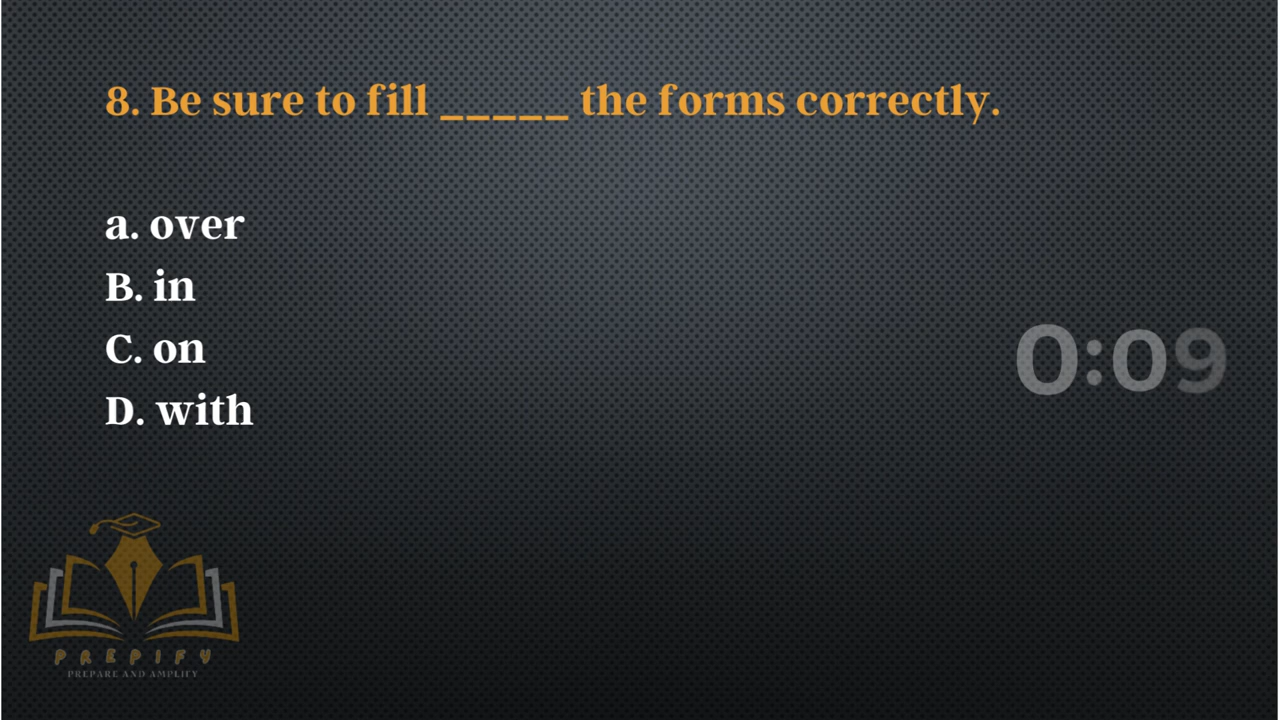 8. Be sure to fill _____ the forms correctly.
a. over
B. in
C. on
D. with
0:09
PREPIFY
PREPARE AND AMPLIFY